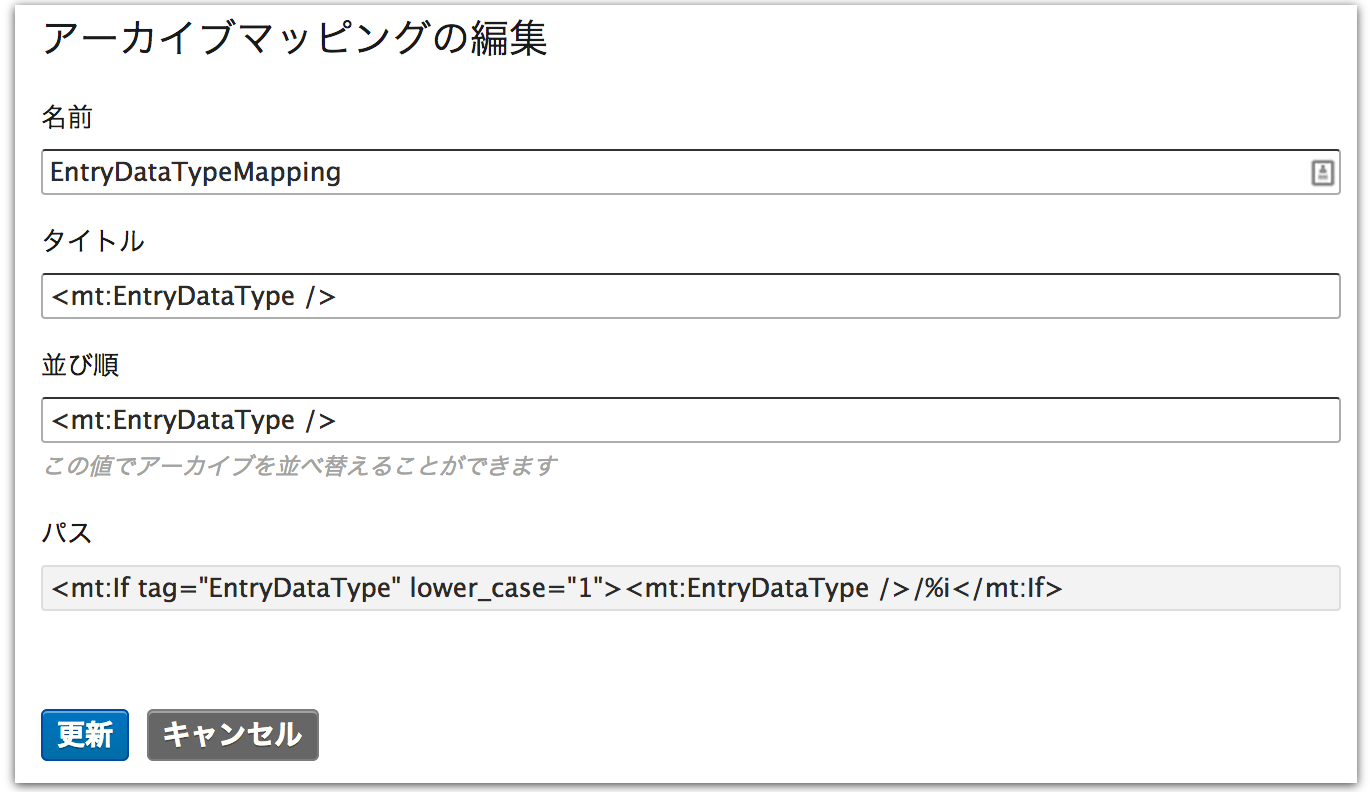 アーカイブマッピングの編集
名前
EntryDataTypeMapping
タイトル
<mt:EntryDataType />
並び順
<mt:EntryDataType />
この値でアーカイブを並べ替えることができます
パス
<mt:If tag="EntryDataType" lower_case="1"><mt:EntryDataType />/%i</mt:If>
更新 キャンセル